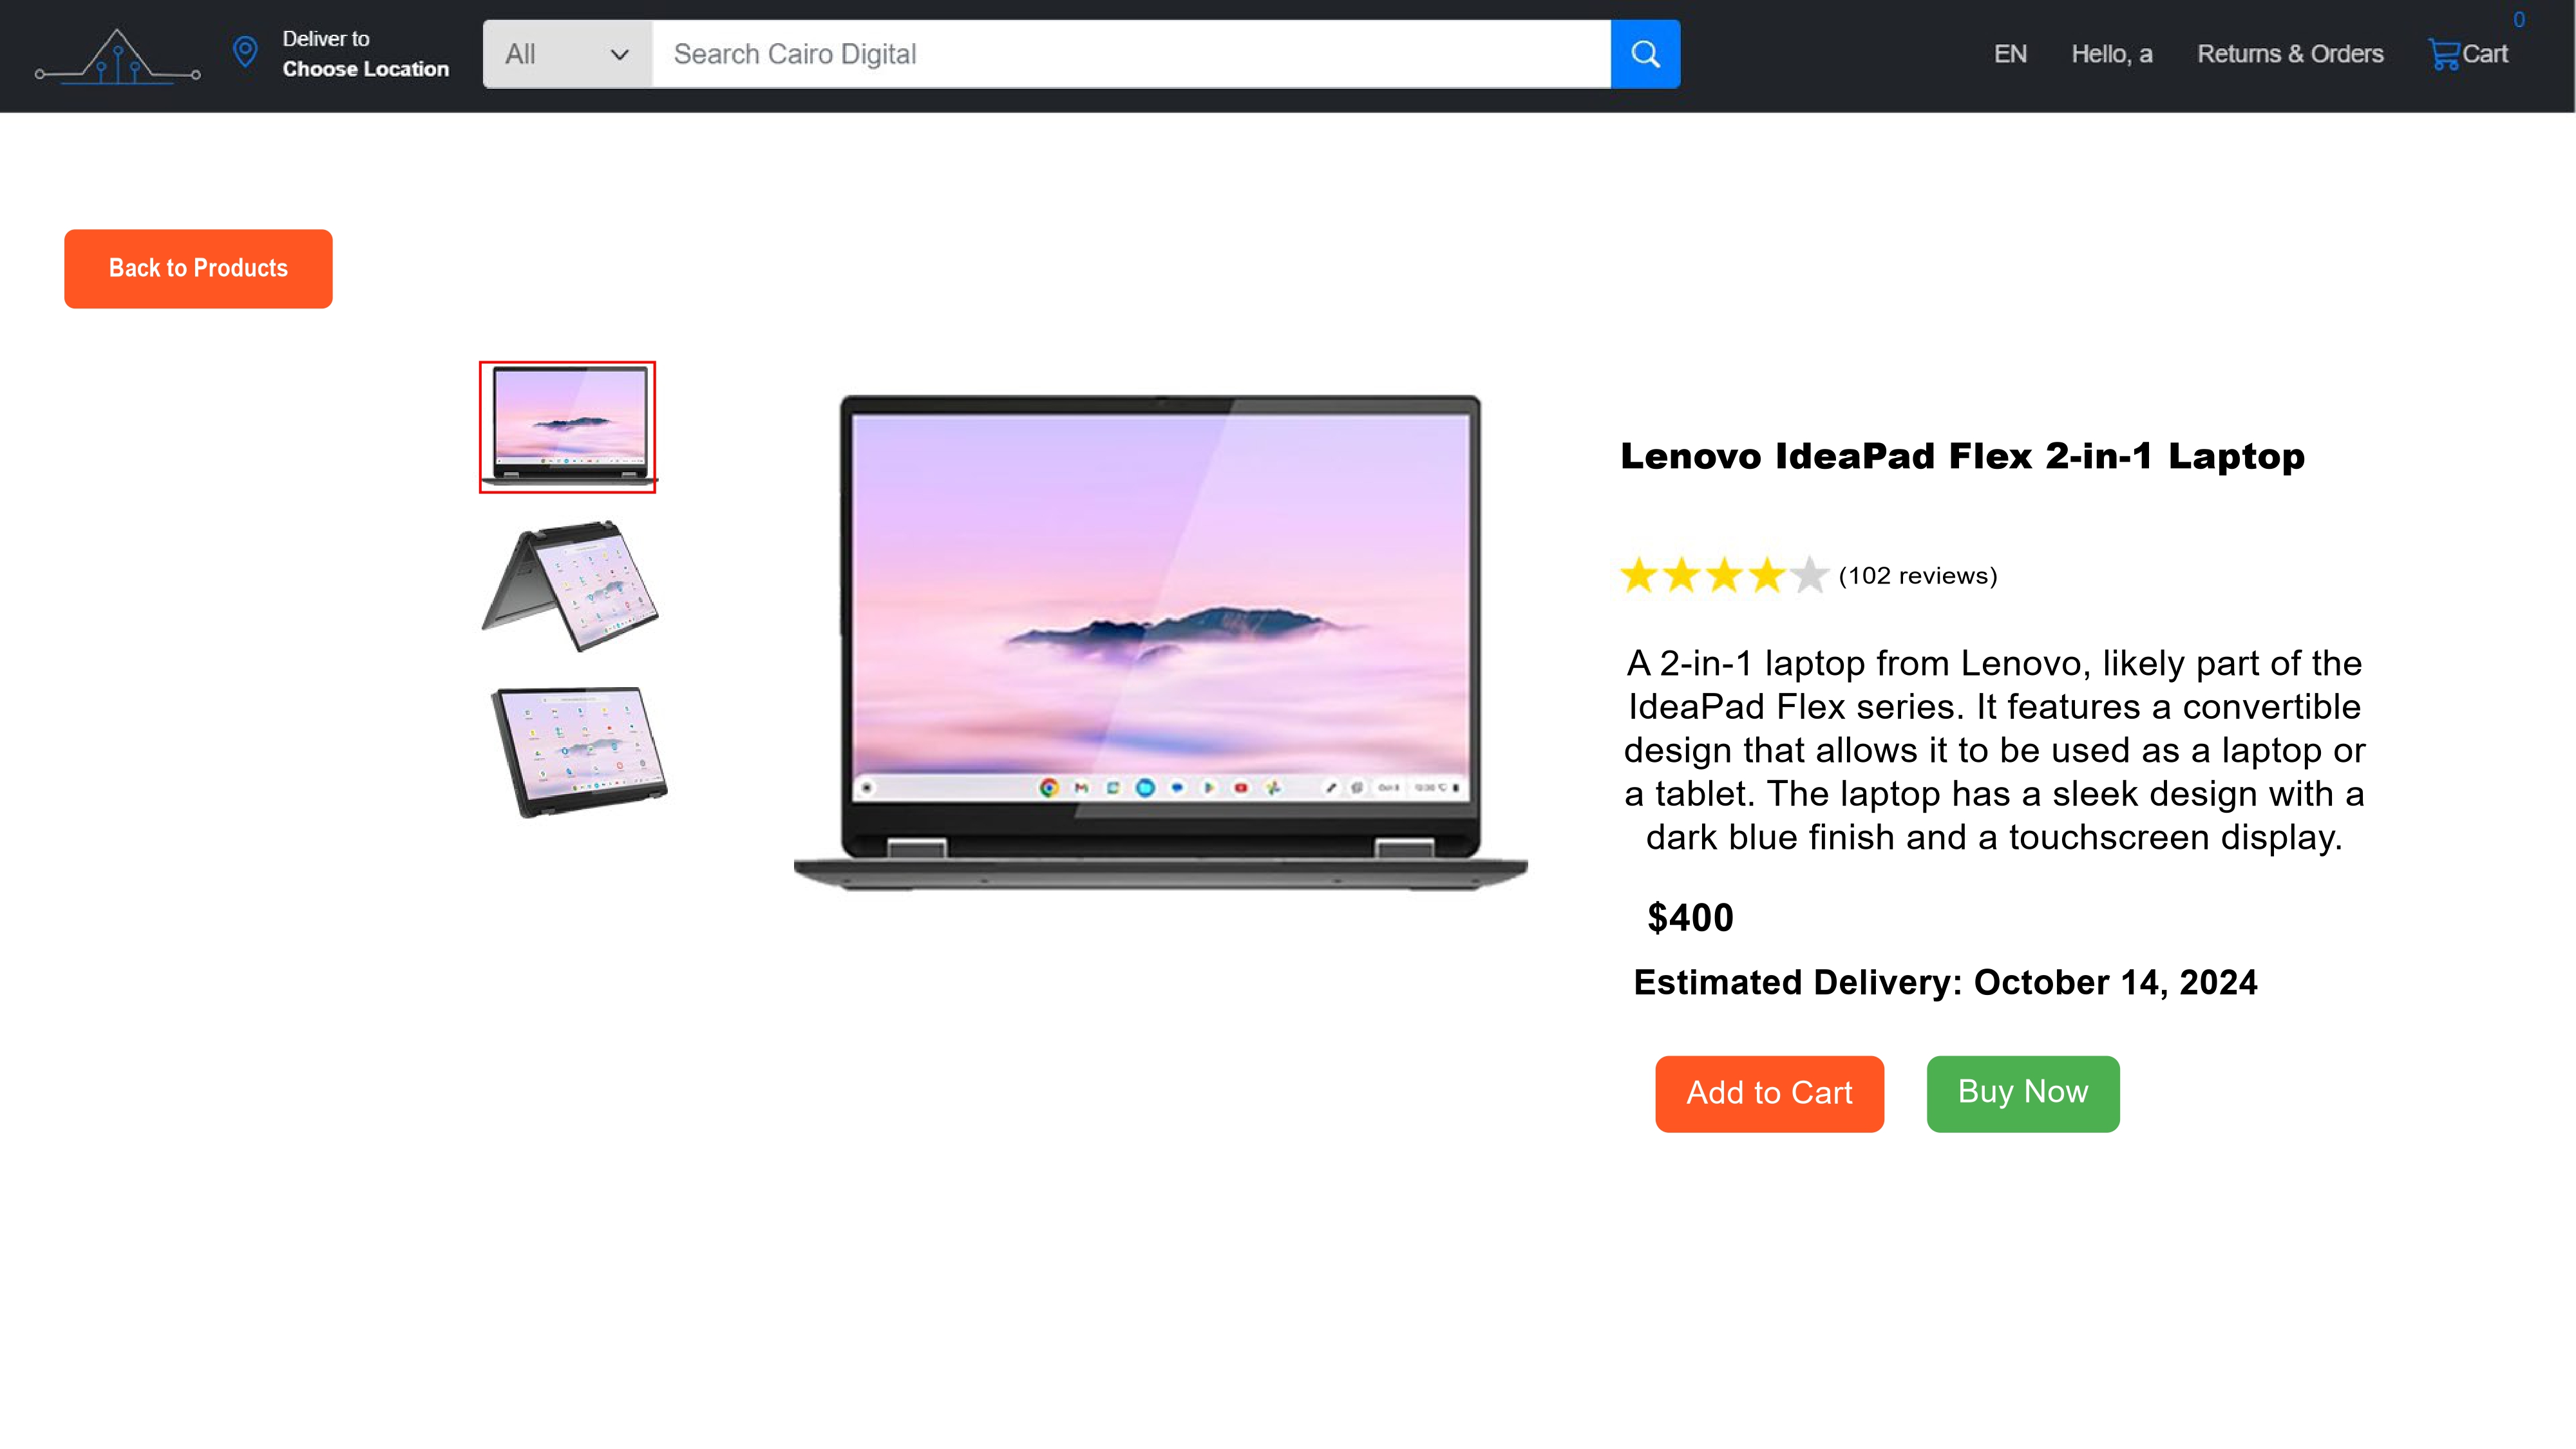 0
Deliver to
Choose Location
All
Search Cairo Digital
EN
Hello, a
Returns & Orders
Cart
Back to Products
Lenovo IdeaPad Flex 2-in-1 Laptop
(102 reviews)
A 2-in-1 laptop from Lenovo, likely part of the
IdeaPad Flex series. It features a convertible
design that allows it to be used as a laptop or
a tablet. The laptop has a sleek design with a
dark blue finish and a touchscreen display.
$400
Estimated Delivery: October 14, 2024
Add to Cart
Buy Now